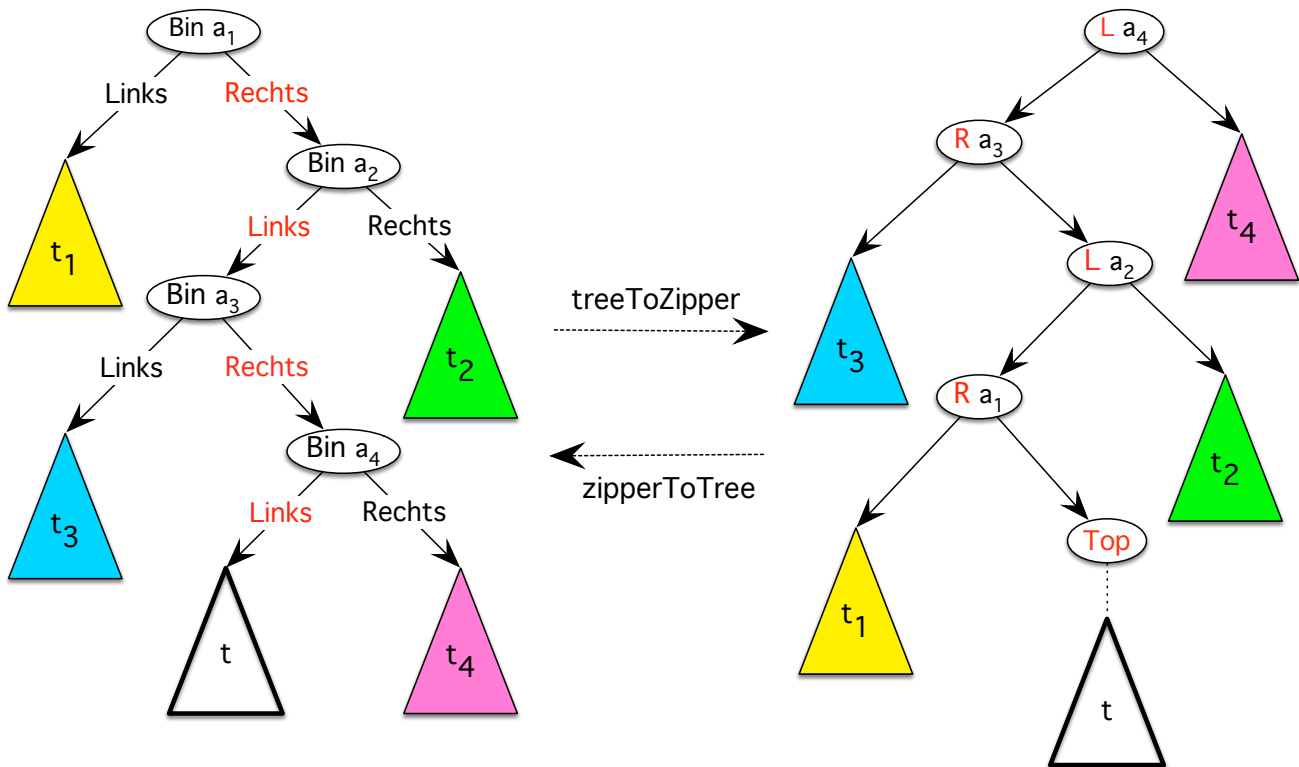 Bin a₁
Links
Rechts
Bin a₂
t₁
Links
Rechts
Bin a₃
t₂
Links
Rechts
Bin a₄
t₃
Links
Rechts
t
t₄
treeToZipper
zipperToTree
L a₄
R a₃
t₄
L a₂
t₃
R a₁
t₂
Top
t₁
t